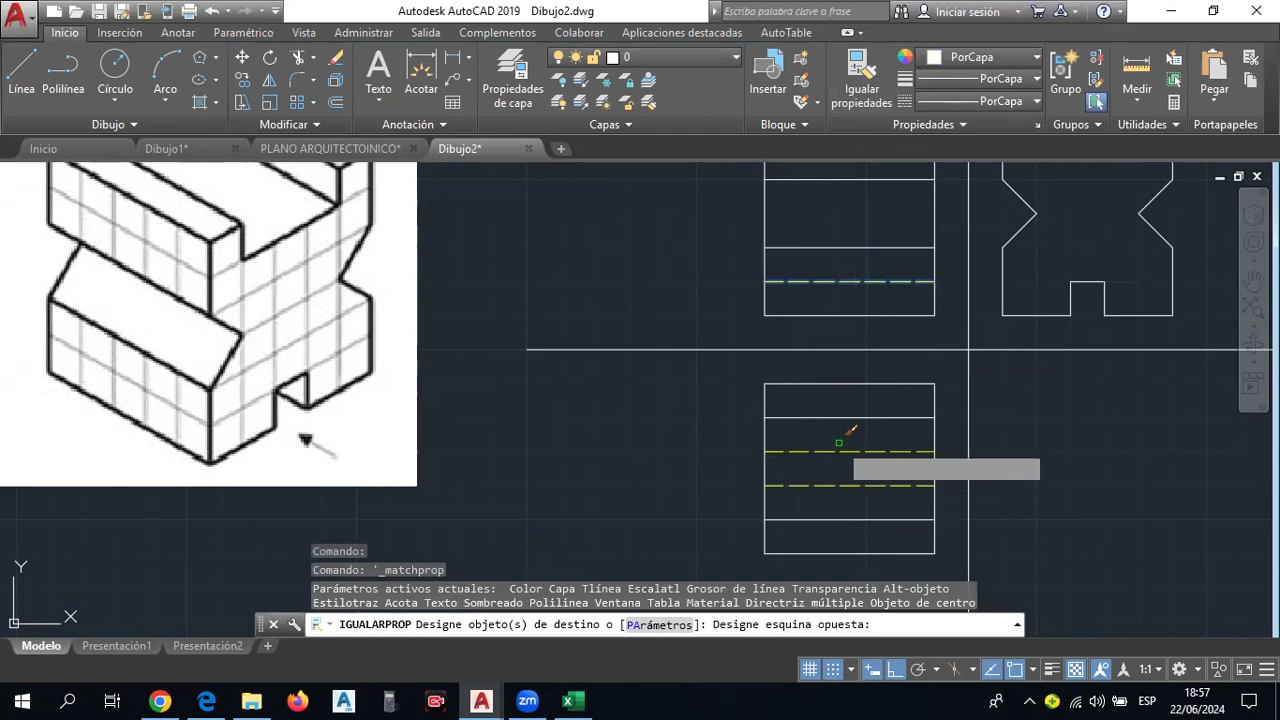 Autodesk AutoCAD 2019 Dibujo2.dwg
Iniciar sesión
Inicio Inserción Anotar Paramétrico Vista Administrar Salida Complementos Colaborar Aplicaciones destacadas AutoTable
Línea Polilínea Círculo Arco
Texto Acotar
Propiedades de capa
0
Insertar
Igualar propiedades
PorCapa
PorCapa
PorCapa
Grupo
Medir
Pegar
Dibujo Modificar Anotación Capas Bloque Propiedades Grupos Utilidades Portapapeles
Inicio Dibujo1* PLANO ARQUITECTOINICO* Dibujo2*
Y
X
Comando:
Comando: '_matchprop
Parámetros activos actuales: Color Capa Tlínea Escalatl Grosor de línea Transparencia Alt-objeto
Estilotraz Acota Texto Sombreado Polilinea Ventana Tabla Material Directriz múltiple Objeto de centro
IGUALARPROP Designe objeto(s) de destino o [PArámetros]: Designe esquina opuesta:
Modelo Presentación1 Presentación2
1:1
ESP
18:57
22/06/2024